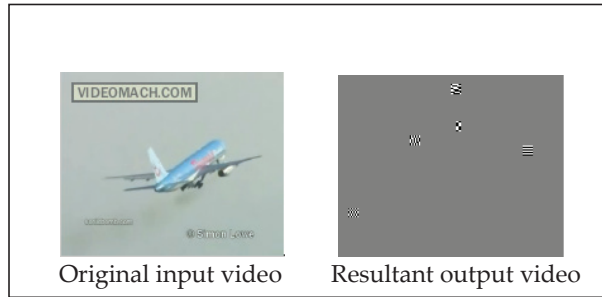 VIDEOMACH.COM
© Simon Lowe
Original input video
Resultant output video